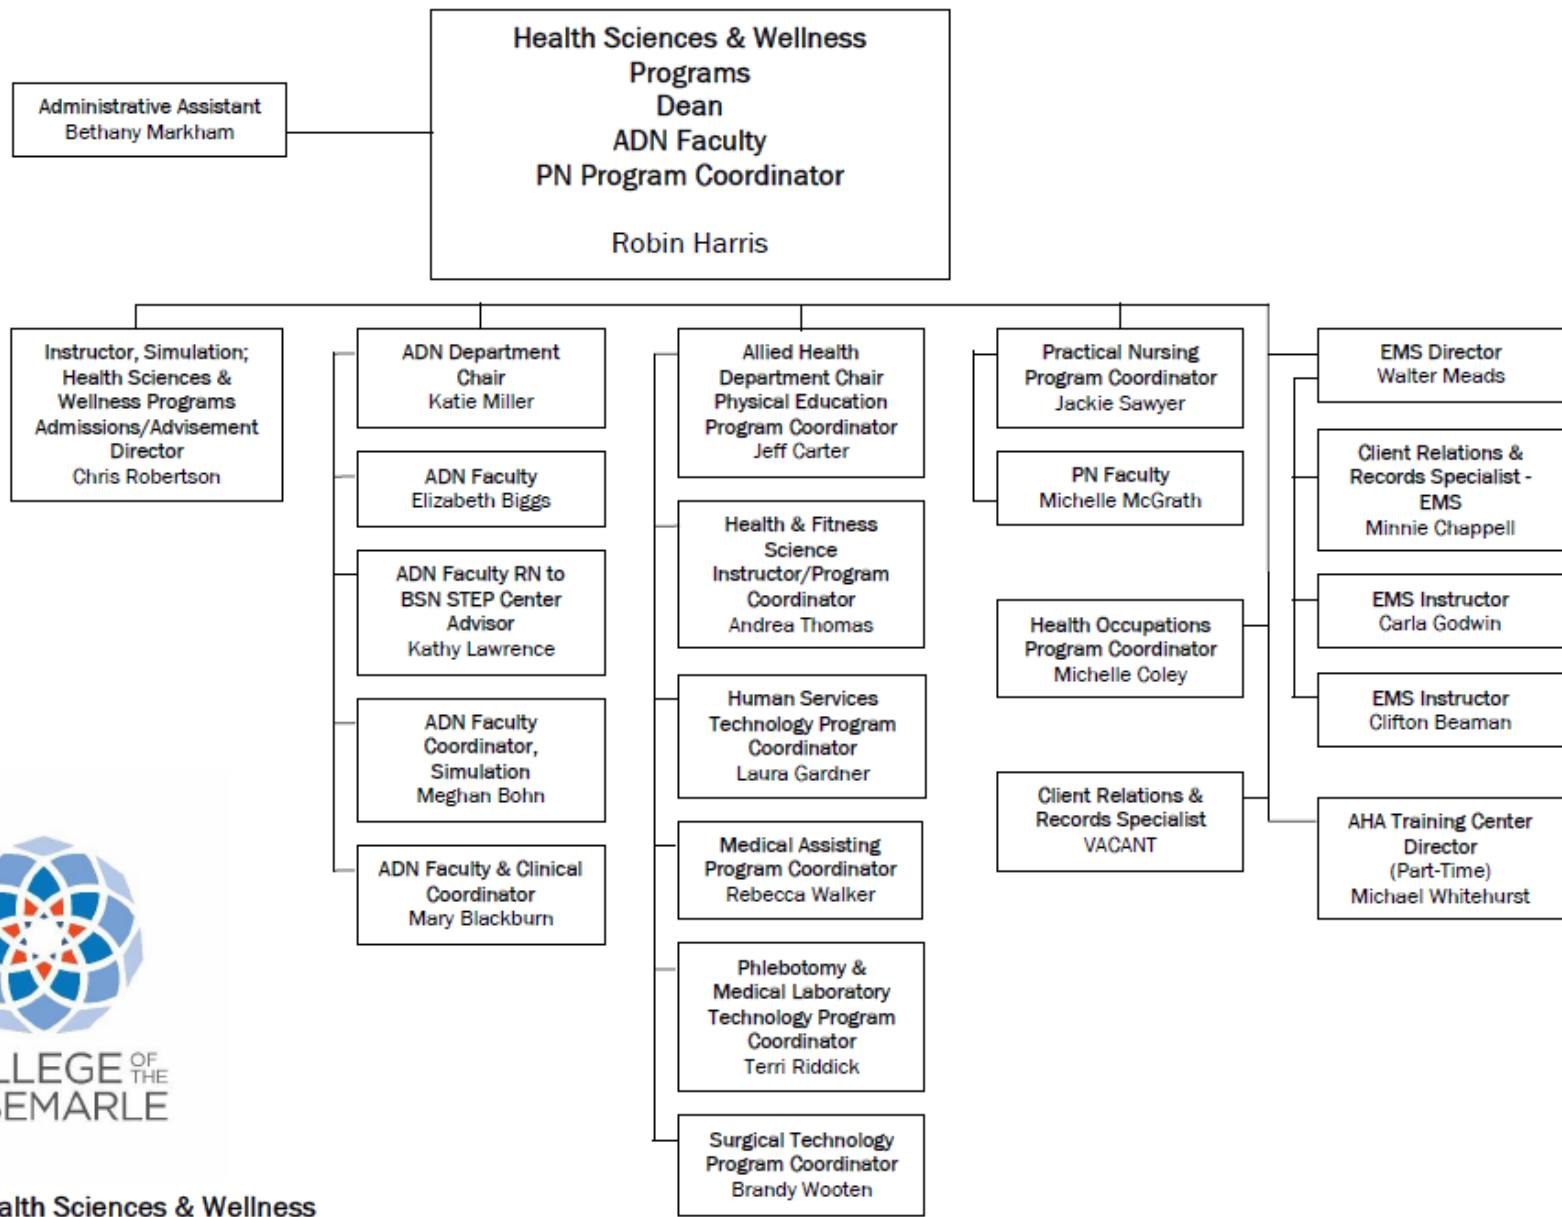 Health Sciences & Wellness
Programs
Dean
ADN Faculty
PN Program Coordinator
Robin Harris
Administrative Assistant
Bethany Markham
Instructor, Simulation;
Health Sciences &
Wellness Programs
Admissions/Advisement
Director
Chris Robertson
ADN Department
Chair
Katie Miller
ADN Faculty
Elizabeth Biggs
ADN Faculty RN to
BSN STEP Center
Advisor
Kathy Lawrence
ADN Faculty
Coordinator,
Simulation
Meghan Bohn
ADN Faculty & Clinical
Coordinator
Mary Blackburn
Allied Health
Department Chair
Physical Education
Program Coordinator
Jeff Carter
Health & Fitness
Science
Instructor/Program
Coordinator
Andrea Thomas
Human Services
Technology Program
Coordinator
Laura Gardner
Medical Assisting
Program Coordinator
Rebecca Walker
Phlebotomy &
Medical Laboratory
Technology Program
Coordinator
Terri Riddick
Surgical Technology
Program Coordinator
Brandy Wooten
Practical Nursing
Program Coordinator
Jackie Sawyer
PN Faculty
Michelle McGrath
Health Occupations
Program Coordinator
Michelle Coley
Client Relations &
Records Specialist
VACANT
EMS Director
Walter Meads
Client Relations &
Records Specialist -
EMS
Minnie Chappell
EMS Instructor
Carla Godwin
EMS Instructor
Clifton Beaman
AHA Training Center
Director
(Part-Time)
Michael Whitehurst
LLEGE OF THE
BEMARLE
alth Sciences & Wellness